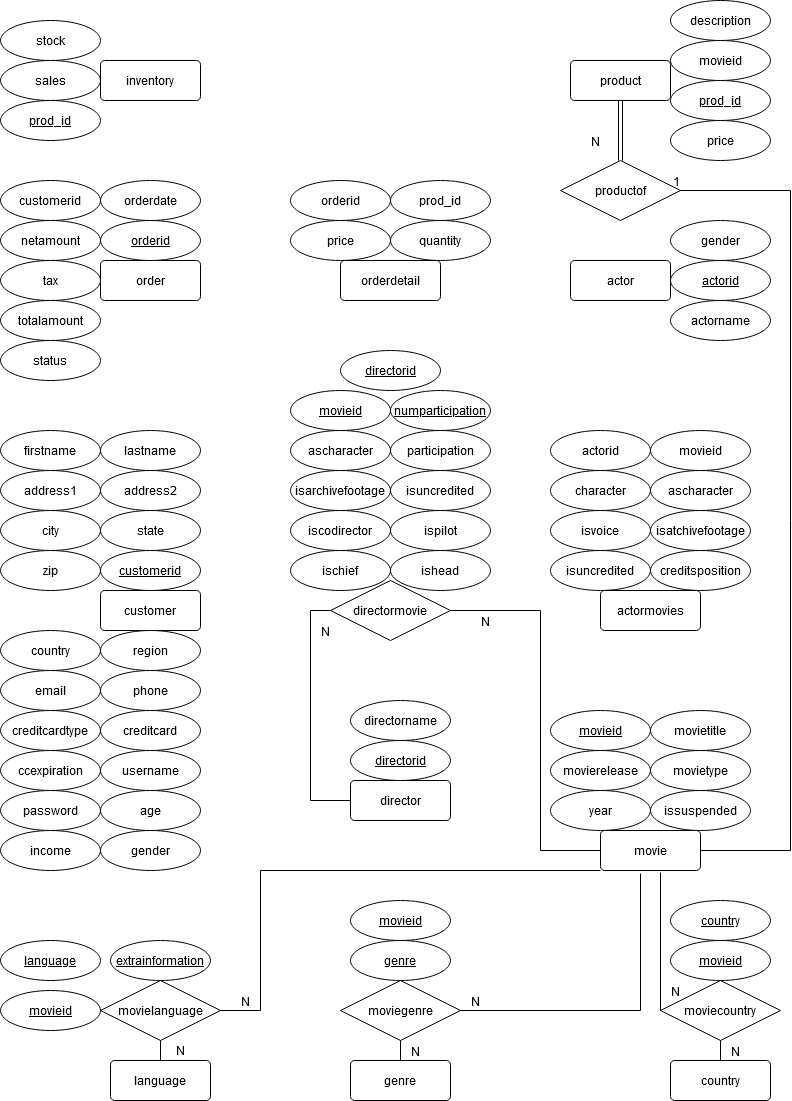 stock
sales
inventory
prod_id
description
product
movieid
prod_id
price
N
productof
1
customerid
orderdate
netamount
orderid
tax
order
totalamount
status
orderid
prod_id
price
quantity
orderdetail
gender
actor
actorid
actorname
directorid
movieid
numparticipation
ascharacter
participation
isarchivefootage
isuncredited
iscodirector
ispilot
ischief
ishead
directormovie
N
N
firstname
lastname
address1
address2
city
state
zip
customerid
customer
country
region
email
phone
creditcardtype
creditcard
ccexpiration
username
password
age
income
gender
actorid
movieid
character
ascharacter
isvoice
isatchivefootage
isuncredited
creditsposition
actormovies
directorname
directorid
director
movieid
movietitle
movierelease
movietype
year
issuspended
movie
language
extrainformation
movieid
movielanguage
N
N
language
movieid
genre
moviegenre
N
N
genre
country
movieid
N
moviecountry
N
country